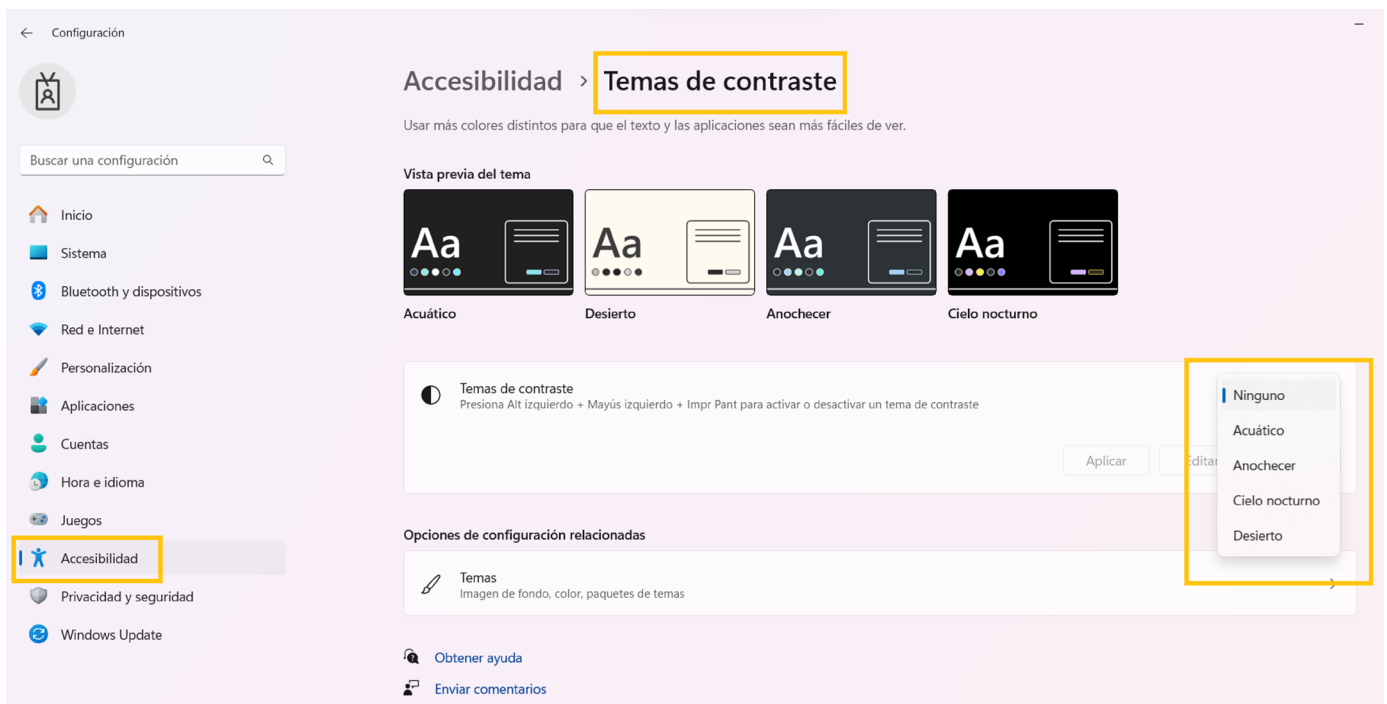 Configuración
Buscar una configuración
Inicio
Sistema
Bluetooth y dispositivos
Red e Internet
Personalización
Aplicaciones
Cuentas
Hora e idioma
Juegos
Accesibilidad
Privacidad y seguridad
Windows Update
Accesibilidad > Temas de contraste
Usar más colores distintos para que el texto y las aplicaciones sean más fáciles de ver.
Vista previa del tema
Aa Aa Aa Aa
Acuático Desierto Anochecer Cielo nocturno
Temas de contraste
Presiona Alt izquierdo + Mayús izquierdo + Impr Pant para activar o desactivar un tema de contraste
Aplicar Editar
Ninguno
Acuático
Anochecer
Cielo nocturno
Desierto
Opciones de configuración relacionadas
Temas
Imagen de fondo, color, paquetes de temas
Obtener ayuda
Enviar comentarios